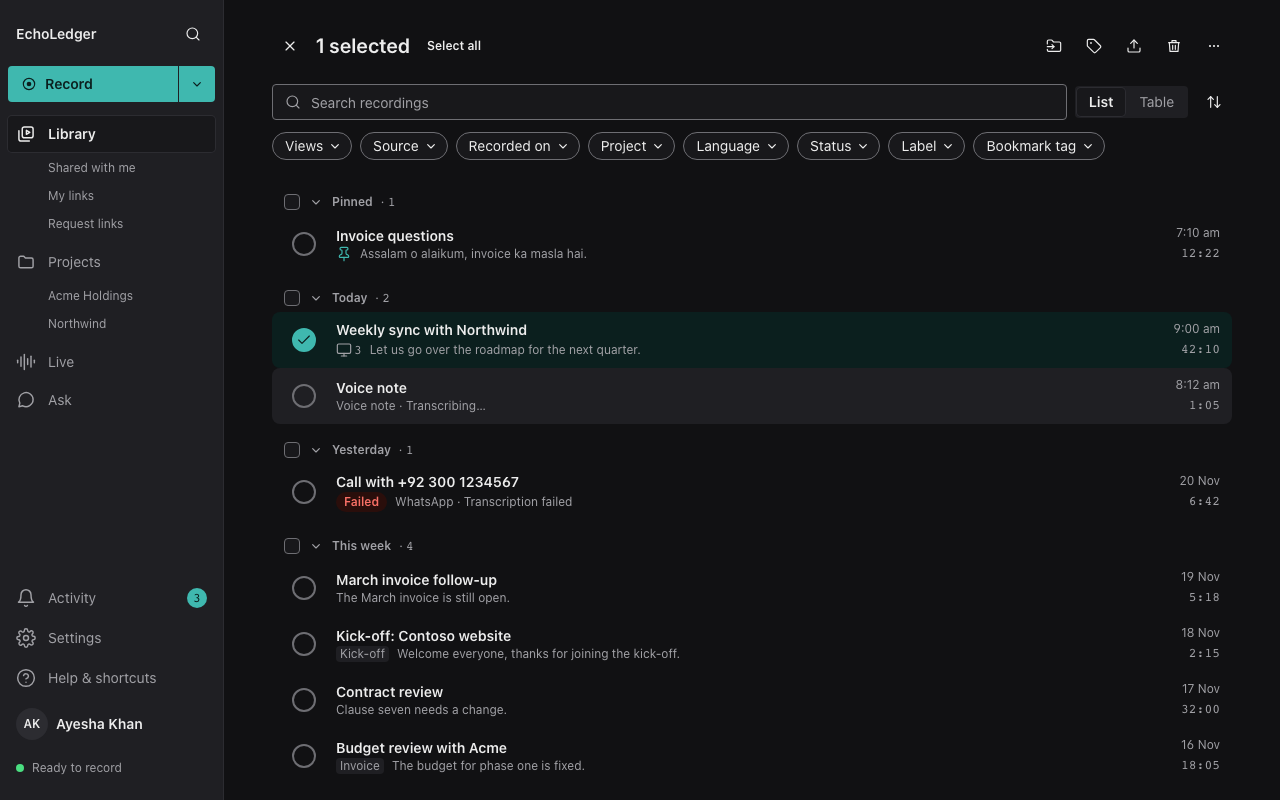 EchoLedger
Record
Library
Shared with me
My links
Request links
Projects
Acme Holdings
Northwind
Live
Ask
Activity 3
Settings
Help & shortcuts
AK Ayesha Khan
Ready to record
1 selected Select all
Search recordings
List Table
Views Source Recorded on Project Language Status Label Bookmark tag
Pinned · 1
Invoice questions 7:10 am
Assalam o alaikum, invoice ka masla hai. 12:22
Today · 2
Weekly sync with Northwind 9:00 am
3 Let us go over the roadmap for the next quarter. 42:10
Voice note 8:12 am
Voice note · Transcribing… 1:05
Yesterday · 1
Call with +92 300 1234567 20 Nov
Failed WhatsApp · Transcription failed 6:42
This week · 4
March invoice follow-up 19 Nov
The March invoice is still open. 5:18
Kick-off: Contoso website 18 Nov
Kick-off Welcome everyone, thanks for joining the kick-off. 2:15
Contract review 17 Nov
Clause seven needs a change. 32:00
Budget review with Acme 16 Nov
Invoice The budget for phase one is fixed. 18:05